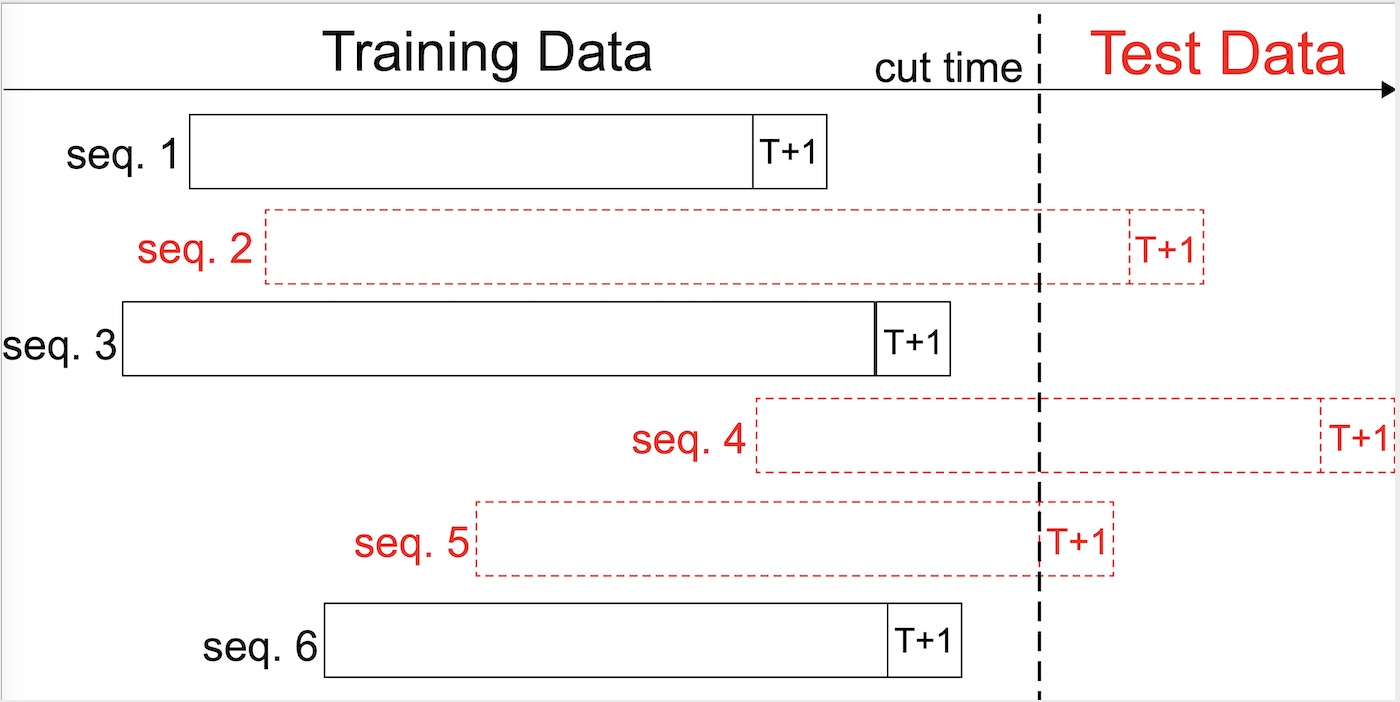 Training Data
cut time
Test Data
seq. 1
T+1
seq. 2
T+1
seq. 3
T+1
seq. 4
T+1
seq. 5
T+1
seq. 6
T+1